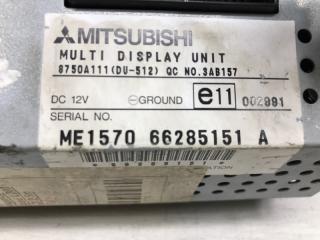 MITSUBISHI
MULTI DISPLAY UNIT
8750A111(DU-512) QC NO.3AB157
DC 12V ⊖GROUND e11 002991
SERIAL NO.
ME1570 66285151 A